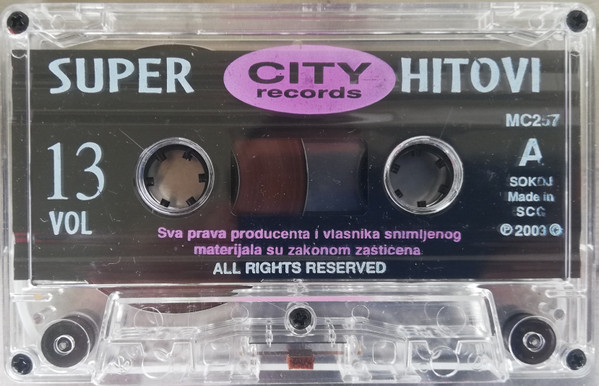 SUPER CITY records HITOVI
MC257
13
VOL
A
SOKOJ
Made in
SCG
℗ 2003 ©
Sva prava producenta i vlasnika snimljenog
materijala su zakonom zaštićena
ALL RIGHTS RESERVED